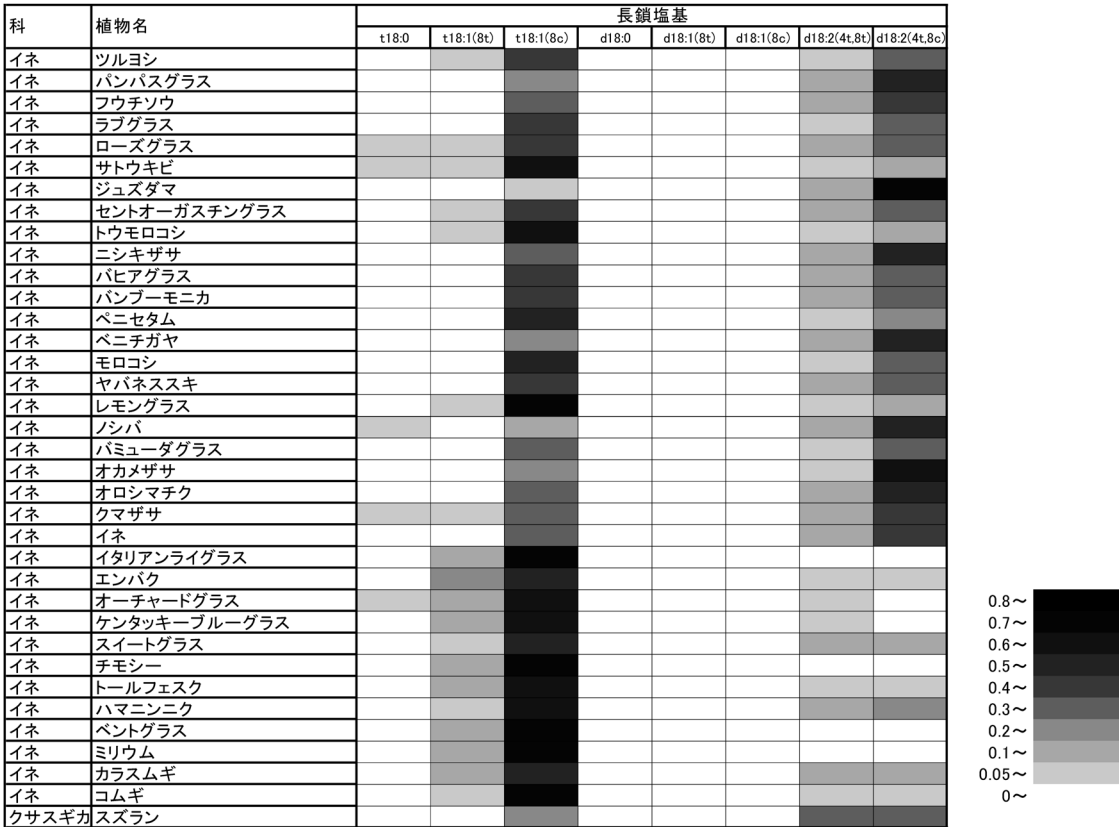 科 植物名 長鎖塩基
t18:0 t18:1(8t) t18:1(8c) d18:0 d18:1(8t) d18:1(8c) d18:2(4t,8t) d18:2(4t,8c)
イネ ツルヨシ
イネ パンパスグラス
イネ フウチソウ
イネ ラブグラス
イネ ローズグラス
イネ サトウキビ
イネ ジュズダマ
イネ セントオーガスチングラス
イネ トウモロコシ
イネ ニシキザサ
イネ バヒアグラス
イネ バンブーモニカ
イネ ペニセタム
イネ ベニチガヤ
イネ モロコシ
イネ ヤバネススキ
イネ レモングラス
イネ ノシバ
イネ バミューダグラス
イネ オカメザサ
イネ オロシマチク
イネ クマザサ
イネ イネ
イネ イタリアンライグラス
イネ エンバク
イネ オーチャードグラス
イネ ケンタッキーブルーグラス
イネ スイートグラス
イネ チモシー
イネ トールフェスク
イネ ハマニンニク
イネ ベントグラス
イネ ミリウム
イネ カラスムギ
イネ コムギ
クサスギカ スズラン
0.8～
0.7～
0.6～
0.5～
0.4～
0.3～
0.2～
0.1～
0.05～
0～